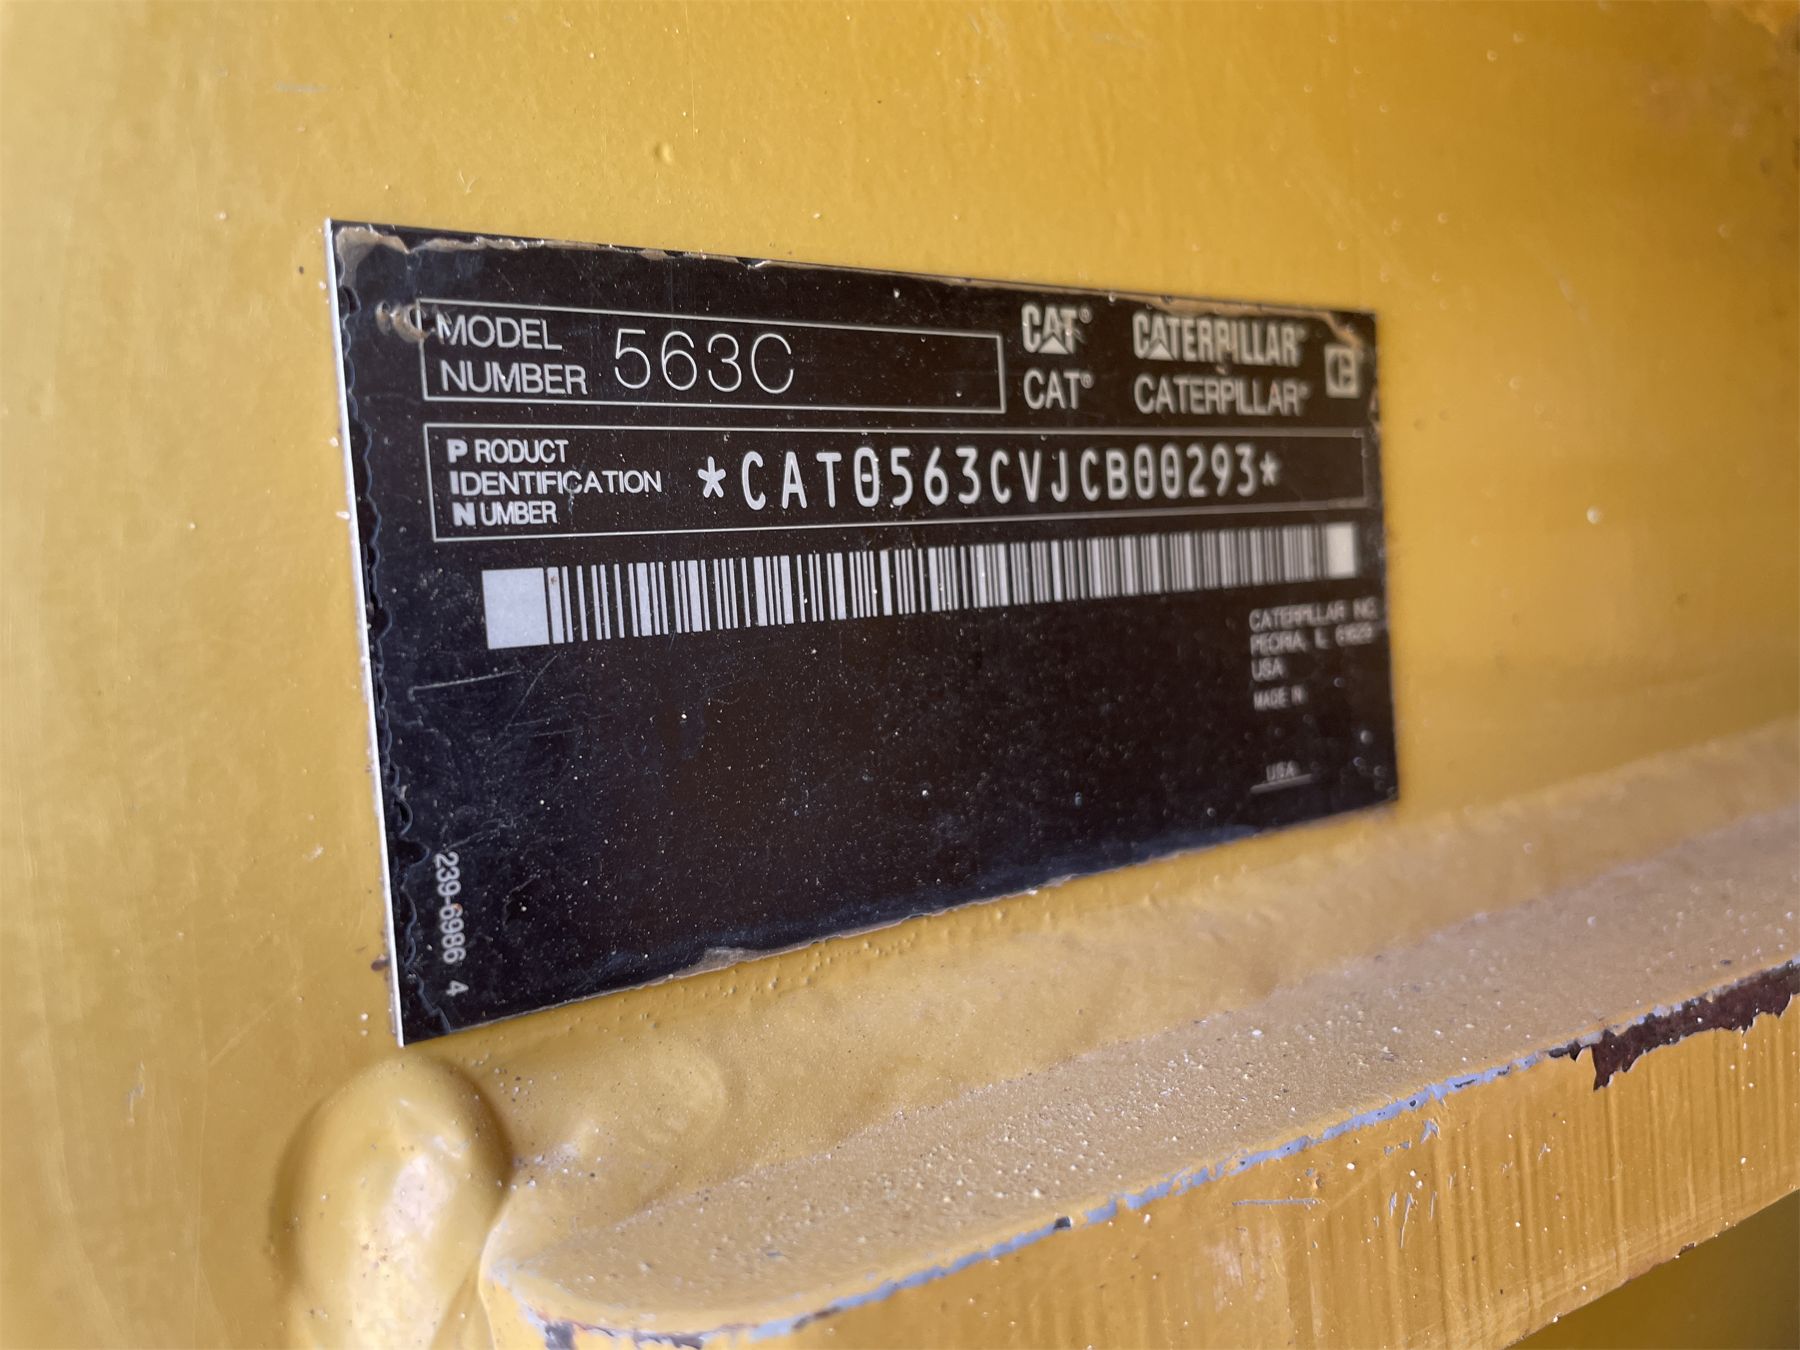 MODEL
NUMBER 563C
CAT® CATERPILLAR®
CAT® CATERPILLAR®
PRODUCT
IDENTIFICATION
NUMBER
*CAT0563CVJCB00293*
CATERPILLAR INC.
PEORIA, IL 61629
USA
MADE IN
USA
239-6986 4